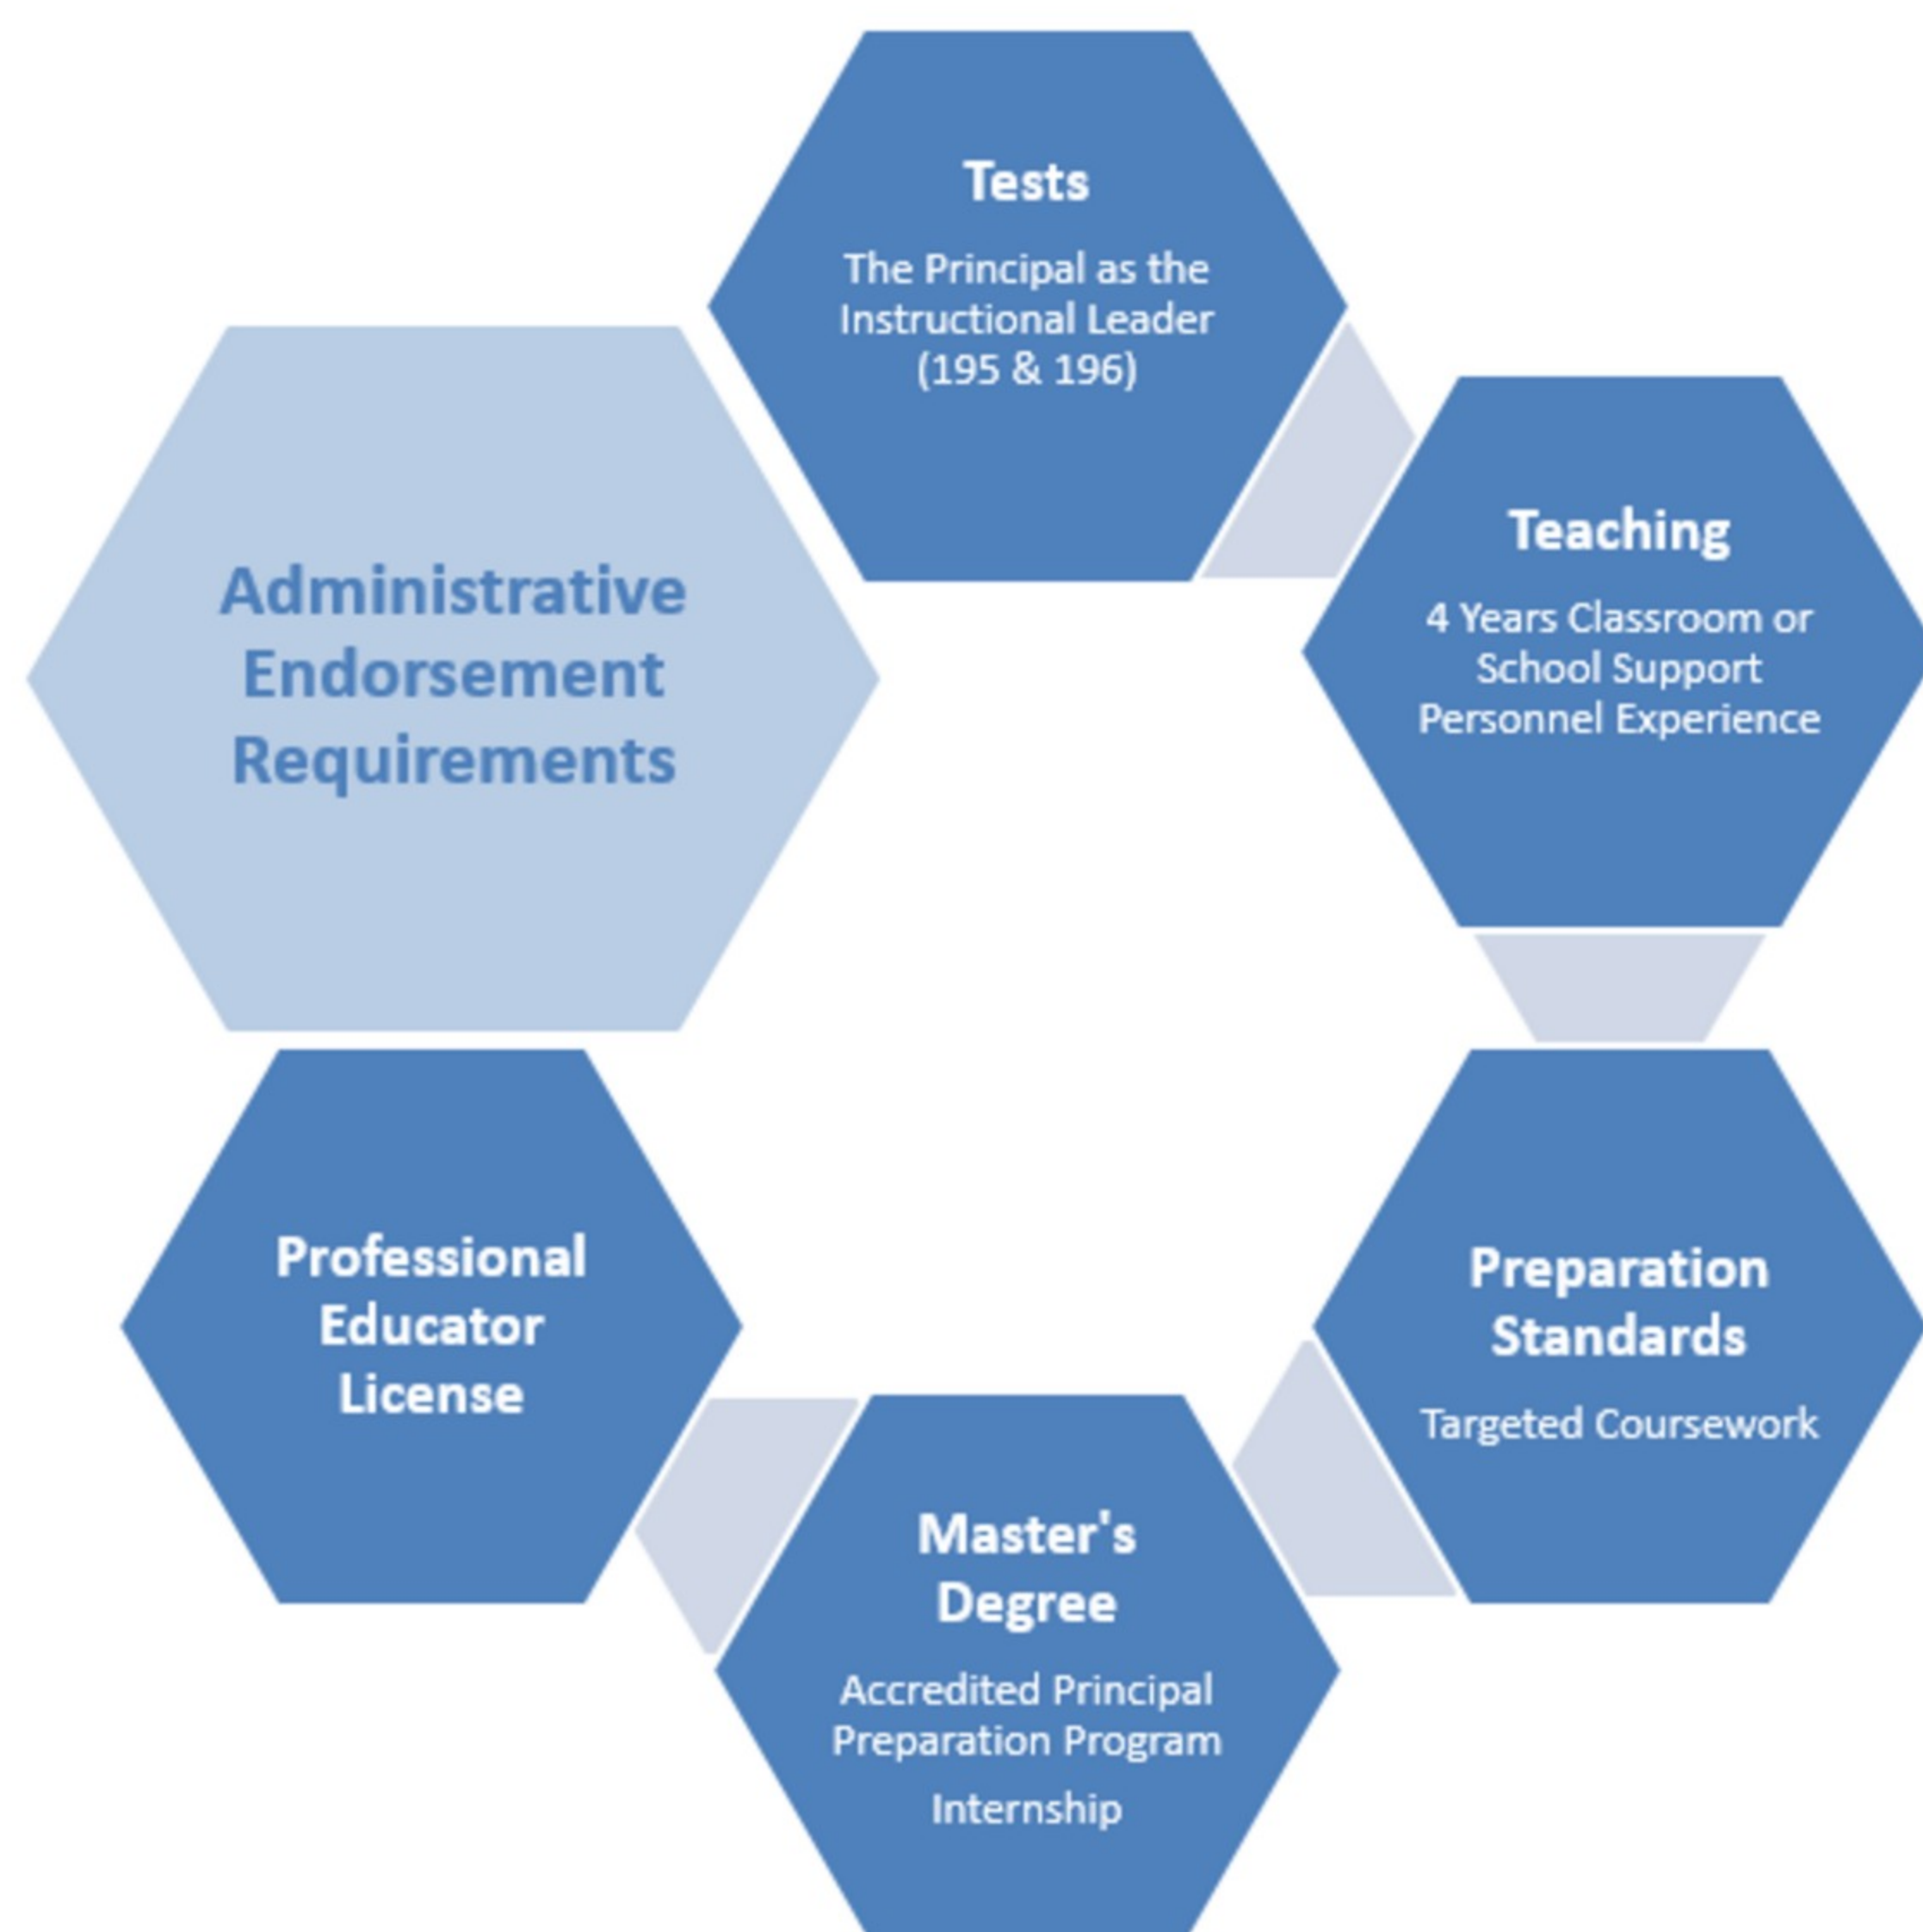 Tests
The Principal as the
Instructional Leader
(195 & 196)
Administrative
Endorsement
Requirements
Teaching
4 Years Classroom or
School Support
Personnel Experience
Professional
Educator
License
Preparation
Standards
Targeted Coursework
Master's
Degree
Accredited Principal
Preparation Program
Internship